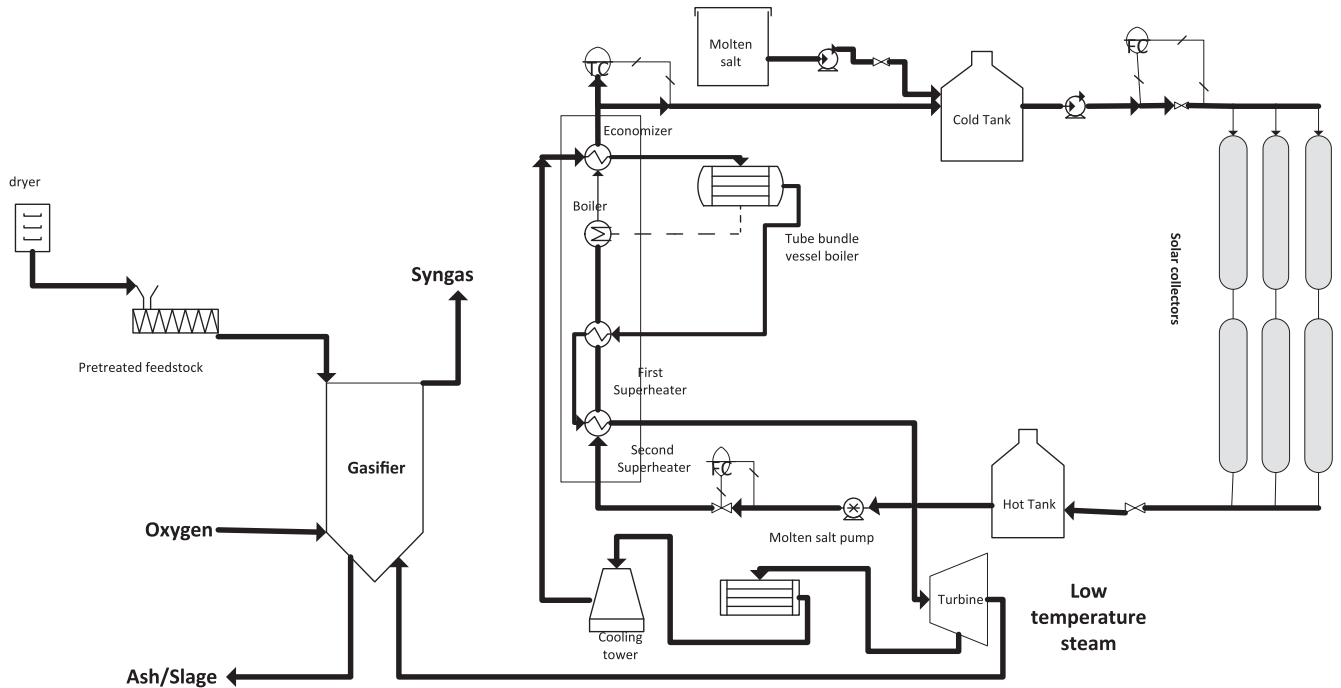 Molten
salt
FC
TC
Cold Tank
Economizer
dryer
Boiler
Tube bundle
vessel boiler
Solar collectors
Syngas
Pretreated feedstock
First
Superheater
Gasifier
Second
Superheater
FC
Hot Tank
Oxygen
Molten salt pump
Turbine
Low
temperature
steam
Cooling
tower
Ash/Slage